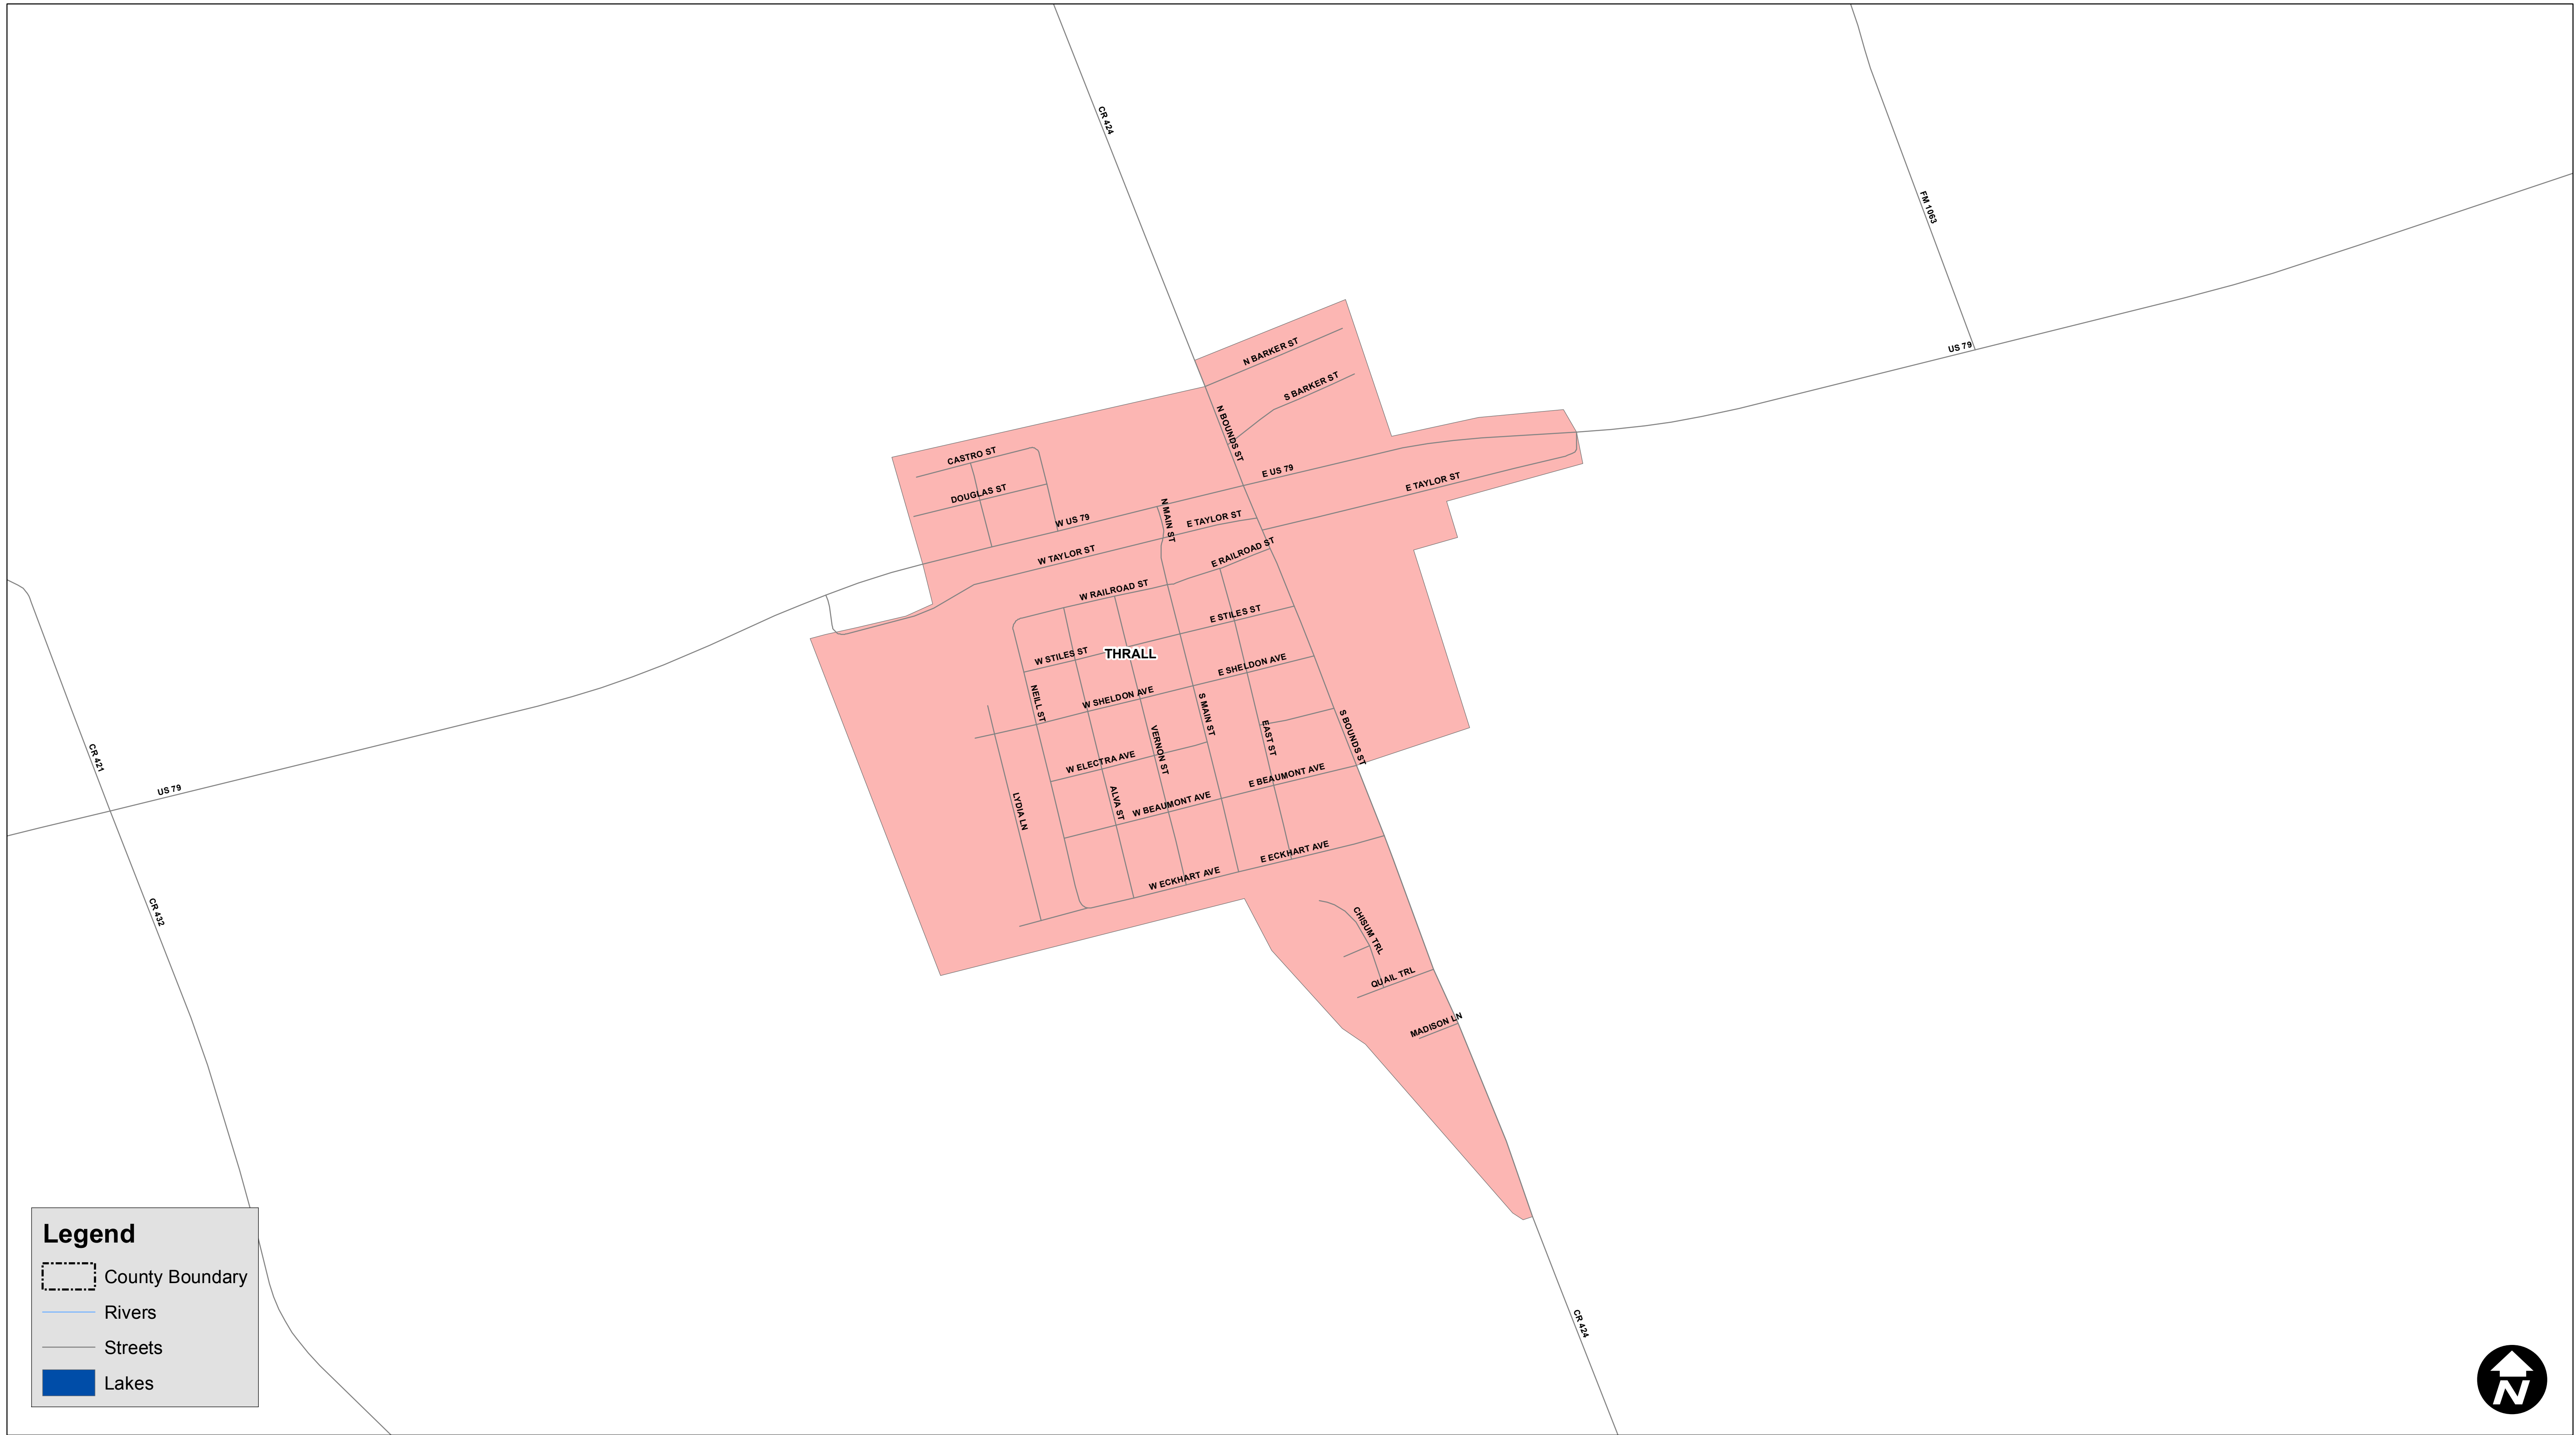 CR 424
FM 1063
N BARKER ST
US 79
S BARKER ST
N BOUNDS ST
CASTRO ST
E US 79
E TAYLOR ST
DOUGLAS ST
N MAIN ST
W US 79
E TAYLOR ST
W TAYLOR ST
E RAILROAD ST
W RAILROAD ST
E STILES ST
W STILES ST
THRALL
E SHELDON AVE
NEILL ST
W SHELDON AVE
S MAIN ST
S BOUNDS ST
EAST ST
VERNON ST
CR 421
W ELECTRA AVE
E BEAUMONT AVE
US 79
LYDIA LN
ALVA ST
W BEAUMONT AVE
E ECKHART AVE
W ECKHART AVE
CR 432
CHISUM TRL
QUAIL TRL
MADISON LN
CR 424
Legend
County Boundary
Rivers
Streets
Lakes
N